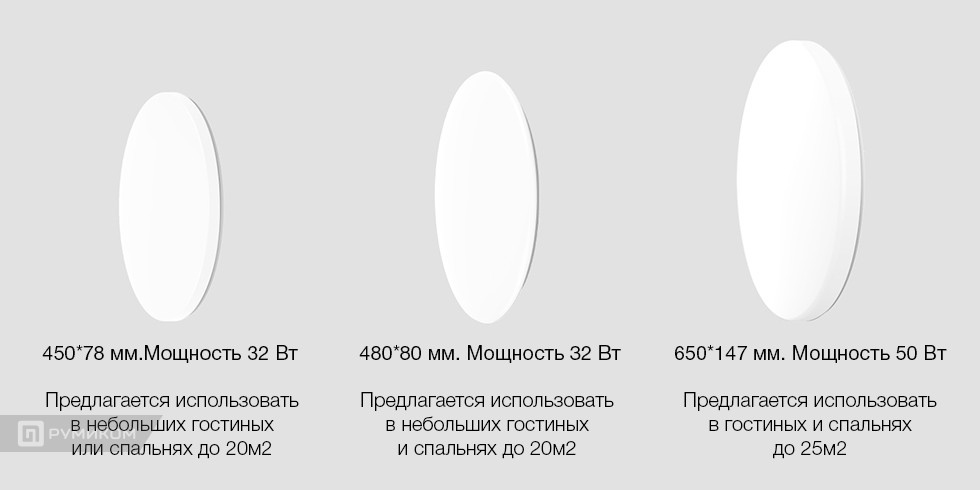 450*78 мм.Мощность 32 Вт
Предлагается использовать
в небольших гостиных
или спальнях до 20м2
480*80 мм. Мощность 32 Вт
Предлагается использовать
в небольших гостиных
и спальнях до 20м2
650*147 мм. Мощность 50 Вт
Предлагается использовать
в гостиных и спальнях
до 25м2
РУМИКОМ